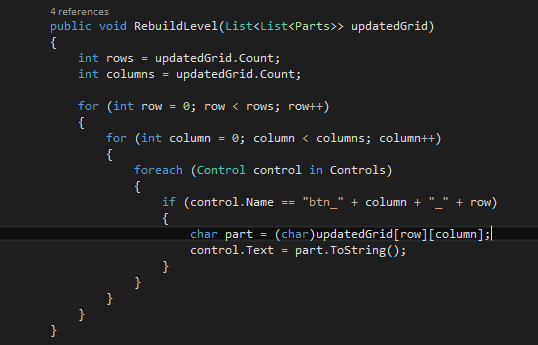 4 references
public void RebuildLevel(List<List<Parts>> updatedGrid)
{
int rows = updatedGrid.Count;
int columns = updatedGrid.Count;
for (int row = 0; row < rows; row++)
{
for (int column = 0; column < columns; column++)
{
foreach (Control control in Controls)
{
if (control.Name == "btn_" + column + "_" + row)
{
char part = (char)updatedGrid[row][column];
control.Text = part.ToString();
}
}
}
}
}